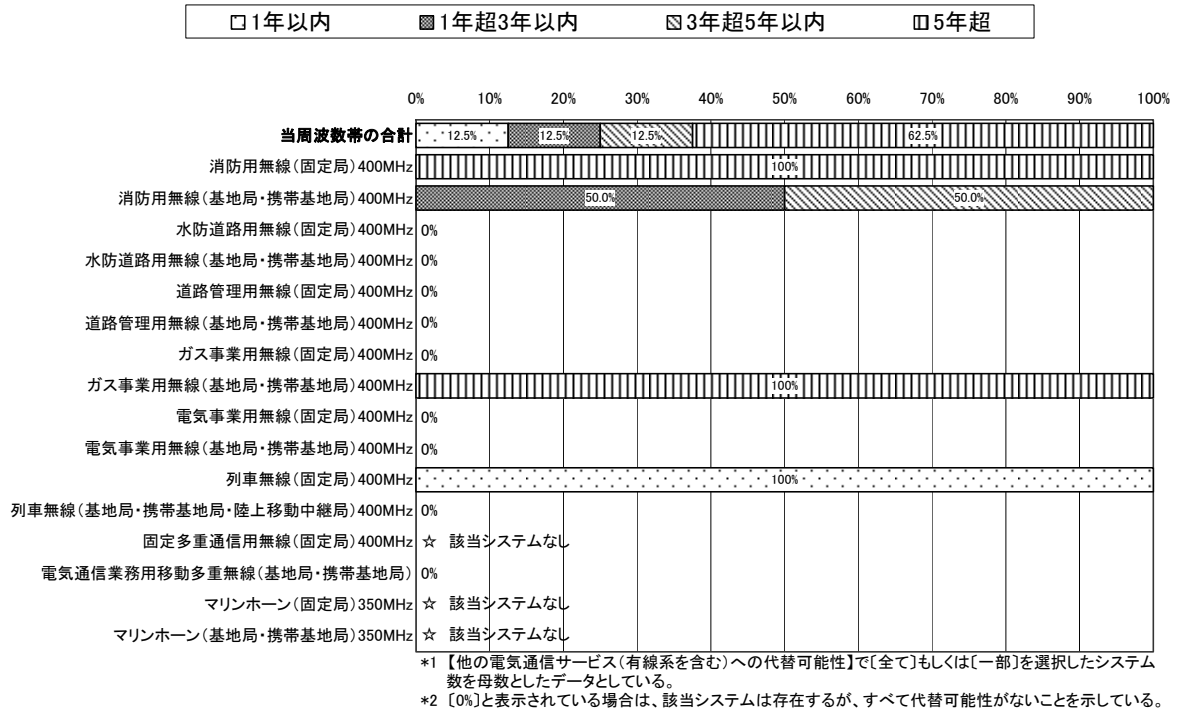 1年以内 1年超3年以内 3年超5年以内 5年超
0% 10% 20% 30% 40% 50% 60% 70% 80% 90% 100%
当周波数帯の合計 12.5% 12.5% 12.5% 62.5%
消防用無線(固定局)400MHz 100%
消防用無線(基地局・携帯基地局)400MHz 50.0% 50.0%
水防道路用無線(固定局)400MHz 0%
水防道路用無線(基地局・携帯基地局)400MHz 0%
道路管理用無線(固定局)400MHz 0%
道路管理用無線(基地局・携帯基地局)400MHz 0%
ガス事業用無線(固定局)400MHz 0%
ガス事業用無線(基地局・携帯基地局)400MHz 100%
電気事業用無線(固定局)400MHz 0%
電気事業用無線(基地局・携帯基地局)400MHz 0%
列車無線(固定局)400MHz 100%
列車無線(基地局・携帯基地局・陸上移動中継局)400MHz 0%
固定多重通信用無線(固定局)400MHz ☆ 該当システムなし
電気通信業務用移動多重無線(基地局・携帯基地局) 0%
マリンホーン(固定局)350MHz ☆ 該当システムなし
マリンホーン(基地局・携帯基地局)350MHz ☆ 該当システムなし
*1 【他の電気通信サービス(有線系を含む)への代替可能性】で〔全て〕もしくは〔一部〕を選択したシステム
数を母数としたデータとしている。
*2 〔0%〕と表示されている場合は、該当システムは存在するが、すべて代替可能性がないことを示している。